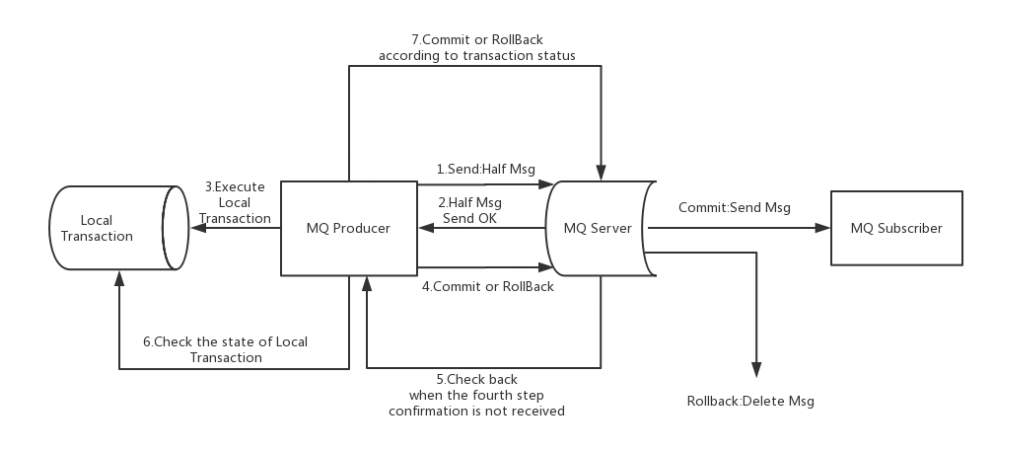 7.Commit or RollBack
according to transaction status
1.Send:Half Msg
3.Execute
Local
Transaction
2.Half Msg
Send OK
Local
Transaction
MQ Producer
MQ Server
Commit:Send Msg
MQ Subscriber
4.Commit or RollBack
6.Check the state of Local
Transaction
5.Check back
when the fourth step
confirmation is not received
Rollback:Delete Msg